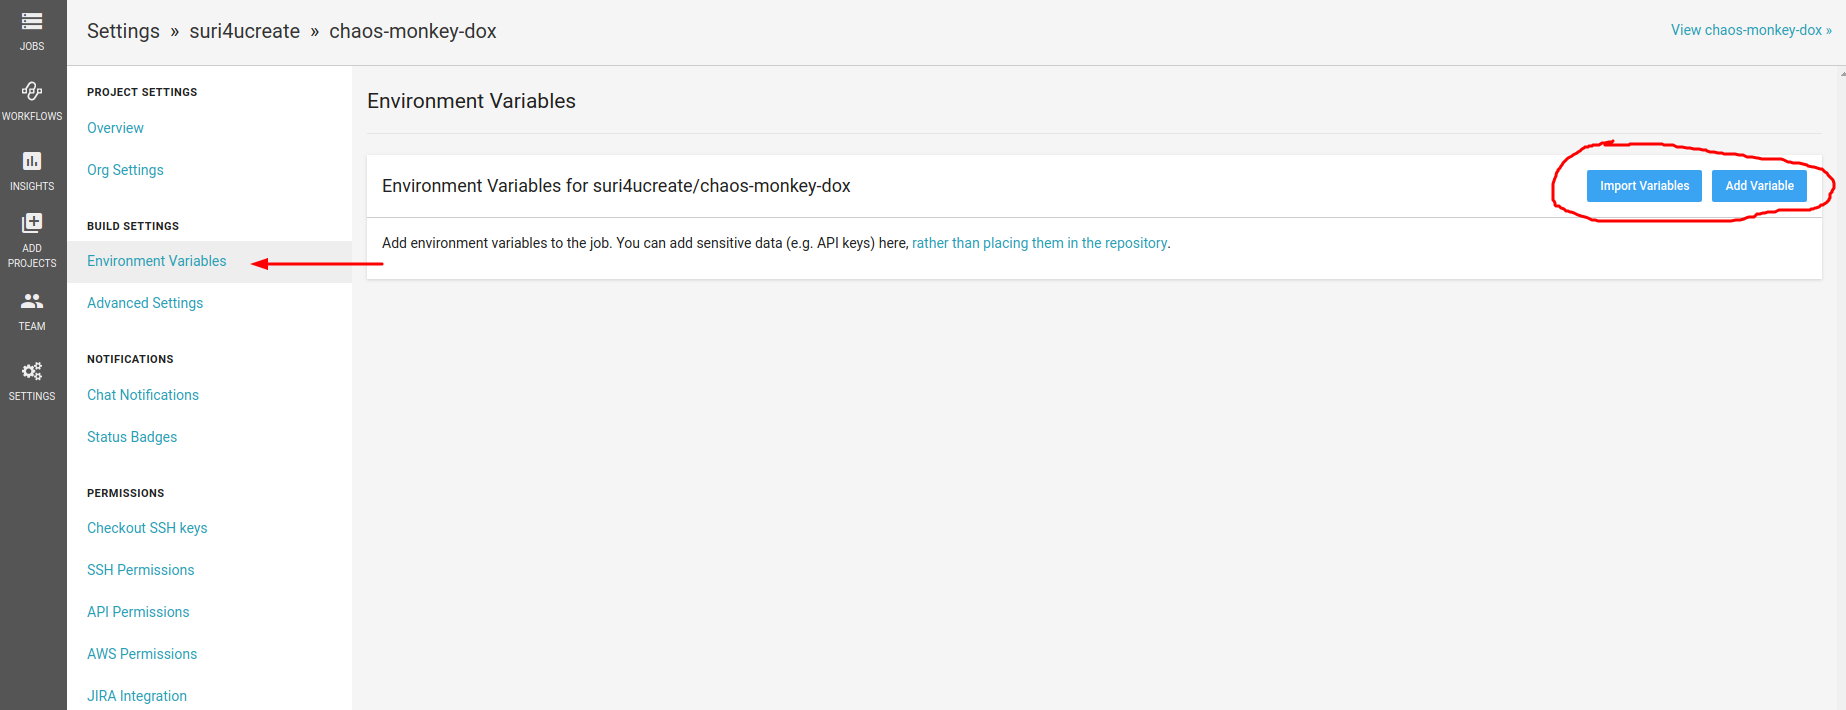 JOBS
WORKFLOWS
INSIGHTS
ADD
PROJECTS
TEAM
SETTINGS
Settings » suri4ucreate » chaos-monkey-dox
View chaos-monkey-dox »
PROJECT SETTINGS
Overview
Org Settings
BUILD SETTINGS
Environment Variables
Advanced Settings
NOTIFICATIONS
Chat Notifications
Status Badges
PERMISSIONS
Checkout SSH keys
SSH Permissions
API Permissions
AWS Permissions
JIRA Integration
Environment Variables
Environment Variables for suri4ucreate/chaos-monkey-dox
Import Variables
Add Variable
Add environment variables to the job. You can add sensitive data (e.g. API keys) here, rather than placing them in the repository.